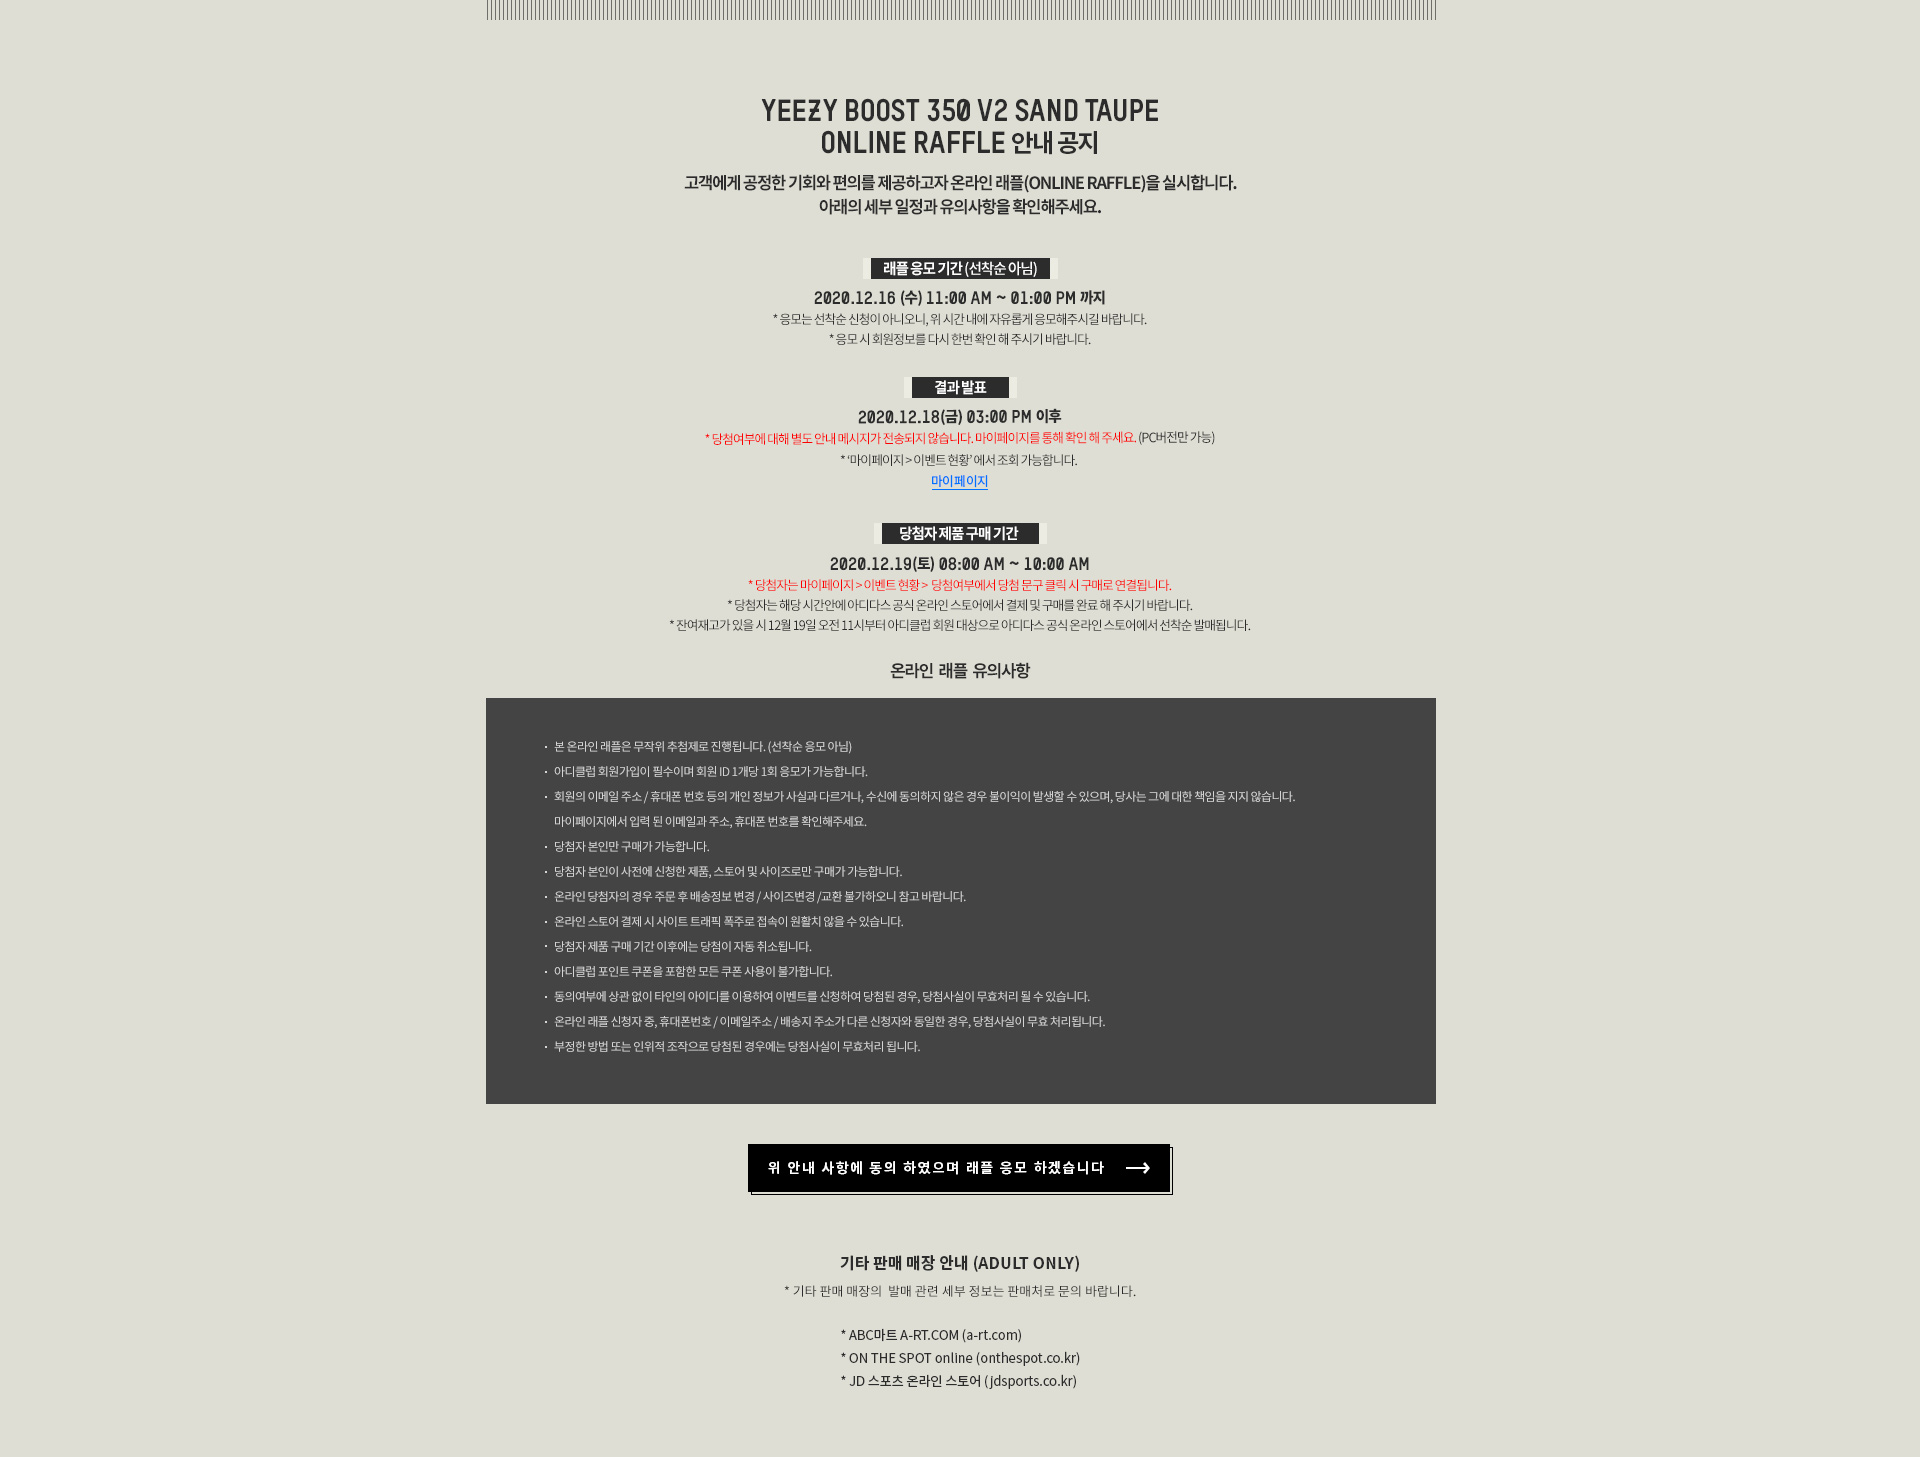 YEEZY BOOST 350 V2 SAND TAUPE
ONLINE RAFFLE 안내 공지
고객에게 공정한 기회와 편의를 제공하고자 온라인 래플(ONLINE RAFFLE)을 실시합니다.
아래의 세부 일정과 유의사항을 확인해주세요.
래플 응모 기간 (선착순 아님)
2020.12.16 (수) 11:00 AM ~ 01:00 PM 까지
* 응모는 선착순 신청이 아니오니, 위 시간 내에 자유롭게 응모해주시길 바랍니다.
* 응모 시 회원정보를 다시 한번 확인 해 주시기 바랍니다.
결과 발표
2020.12.18(금) 03:00 PM 이후
* 당첨여부에 대해 별도 안내 메시지가 전송되지 않습니다. 마이페이지를 통해 확인 해 주세요. (PC버전만 가능)
* ‘마이페이지 > 이벤트 현황’ 에서 조회 가능합니다.
마이페이지
당첨자 제품 구매 기간
2020.12.19(토) 08:00 AM ~ 10:00 AM
* 당첨자는 마이페이지 > 이벤트 현황 > 당첨여부에서 당첨 문구 클릭 시 구매로 연결됩니다.
* 당첨자는 해당 시간안에 아디다스 공식 온라인 스토어에서 결제 및 구매를 완료 해 주시기 바랍니다.
* 잔여재고가 있을 시 12월 19일 오전 11시부터 아디클럽 회원 대상으로 아디다스 공식 온라인 스토어에서 선착순 발매됩니다.
온라인 래플 유의사항
· 본 온라인 래플은 무작위 추첨제로 진행됩니다. (선착순 응모 아님)
· 아디클럽 회원가입이 필수이며 회원 ID 1개당 1회 응모가 가능합니다.
· 회원의 이메일 주소 / 휴대폰 번호 등의 개인 정보가 사실과 다르거나, 수신에 동의하지 않은 경우 불이익이 발생할 수 있으며, 당사는 그에 대한 책임을 지지 않습니다.
마이페이지에서 입력 된 이메일과 주소, 휴대폰 번호를 확인해주세요.
· 당첨자 본인만 구매가 가능합니다.
· 당첨자 본인이 사전에 신청한 제품, 스토어 및 사이즈로만 구매가 가능합니다.
· 온라인 당첨자의 경우 주문 후 배송정보 변경 / 사이즈변경 /교환 불가하오니 참고 바랍니다.
· 온라인 스토어 결제 시 사이트 트래픽 폭주로 접속이 원활치 않을 수 있습니다.
· 당첨자 제품 구매 기간 이후에는 당첨이 자동 취소됩니다.
· 아디클럽 포인트 쿠폰을 포함한 모든 쿠폰 사용이 불가합니다.
· 동의여부에 상관 없이 타인의 아이디를 이용하여 이벤트를 신청하여 당첨된 경우, 당첨사실이 무효처리 될 수 있습니다.
· 온라인 래플 신청자 중, 휴대폰번호 / 이메일주소 / 배송지 주소가 다른 신청자와 동일한 경우, 당첨사실이 무효 처리됩니다.
· 부정한 방법 또는 인위적 조작으로 당첨된 경우에는 당첨사실이 무효처리 됩니다.
위 안내 사항에 동의 하였으며 래플 응모 하겠습니다
기타 판매 매장 안내 (ADULT ONLY)
* 기타 판매 매장의 발매 관련 세부 정보는 판매처로 문의 바랍니다.
* ABC마트 A-RT.COM (a-rt.com)
* ON THE SPOT online (onthespot.co.kr)
* JD 스포츠 온라인 스토어 (jdsports.co.kr)